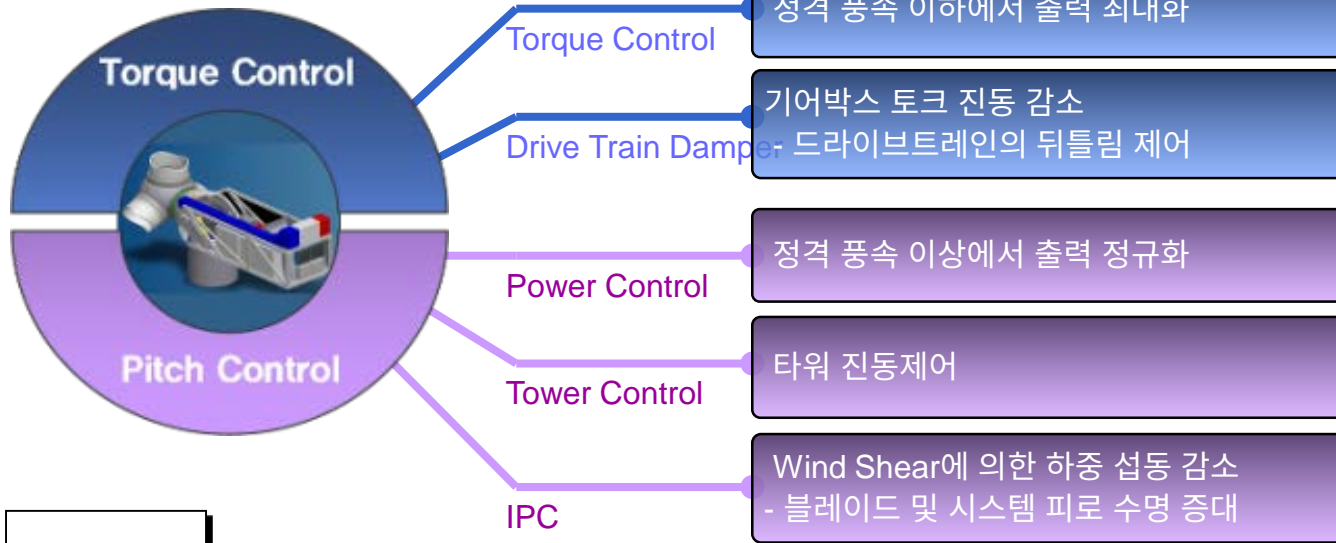 Torque Control
Pitch Control
Torque Control
정격 풍속 이하에서 출력 최대화
Drive Train Damper
기어박스 토크 진동 감소
- 드라이브트레인의 뒤틀림 제어
Power Control
정격 풍속 이상에서 출력 정규화
Tower Control
타워 진동제어
IPC
Wind Shear에 의한 하중 섭동 감소
- 블레이드 및 시스템 피로 수명 증대